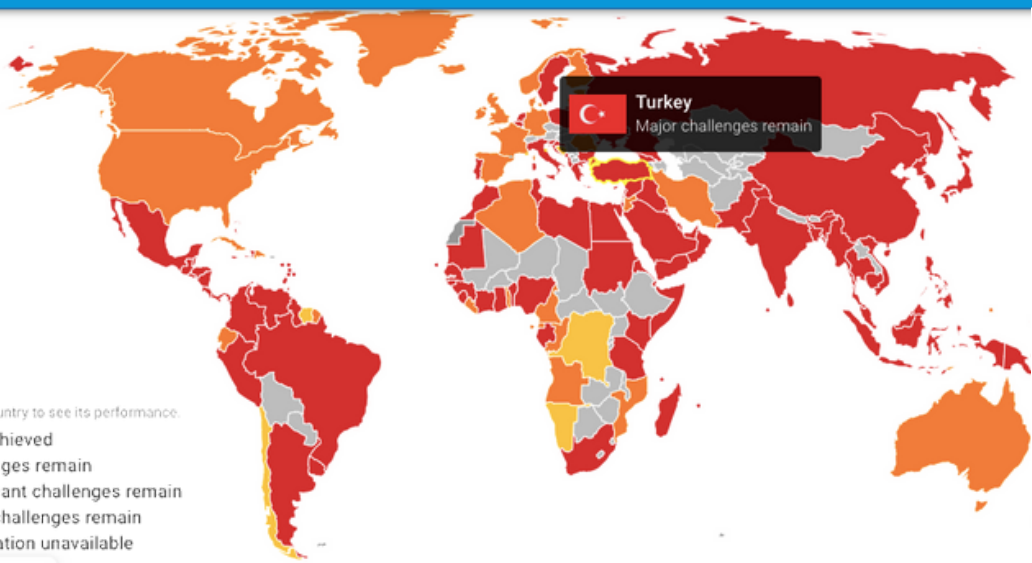 Turkey
Major challenges remain
untry to see its performance.
hieved
ges remain
ant challenges remain
hallenges remain
ation unavailable